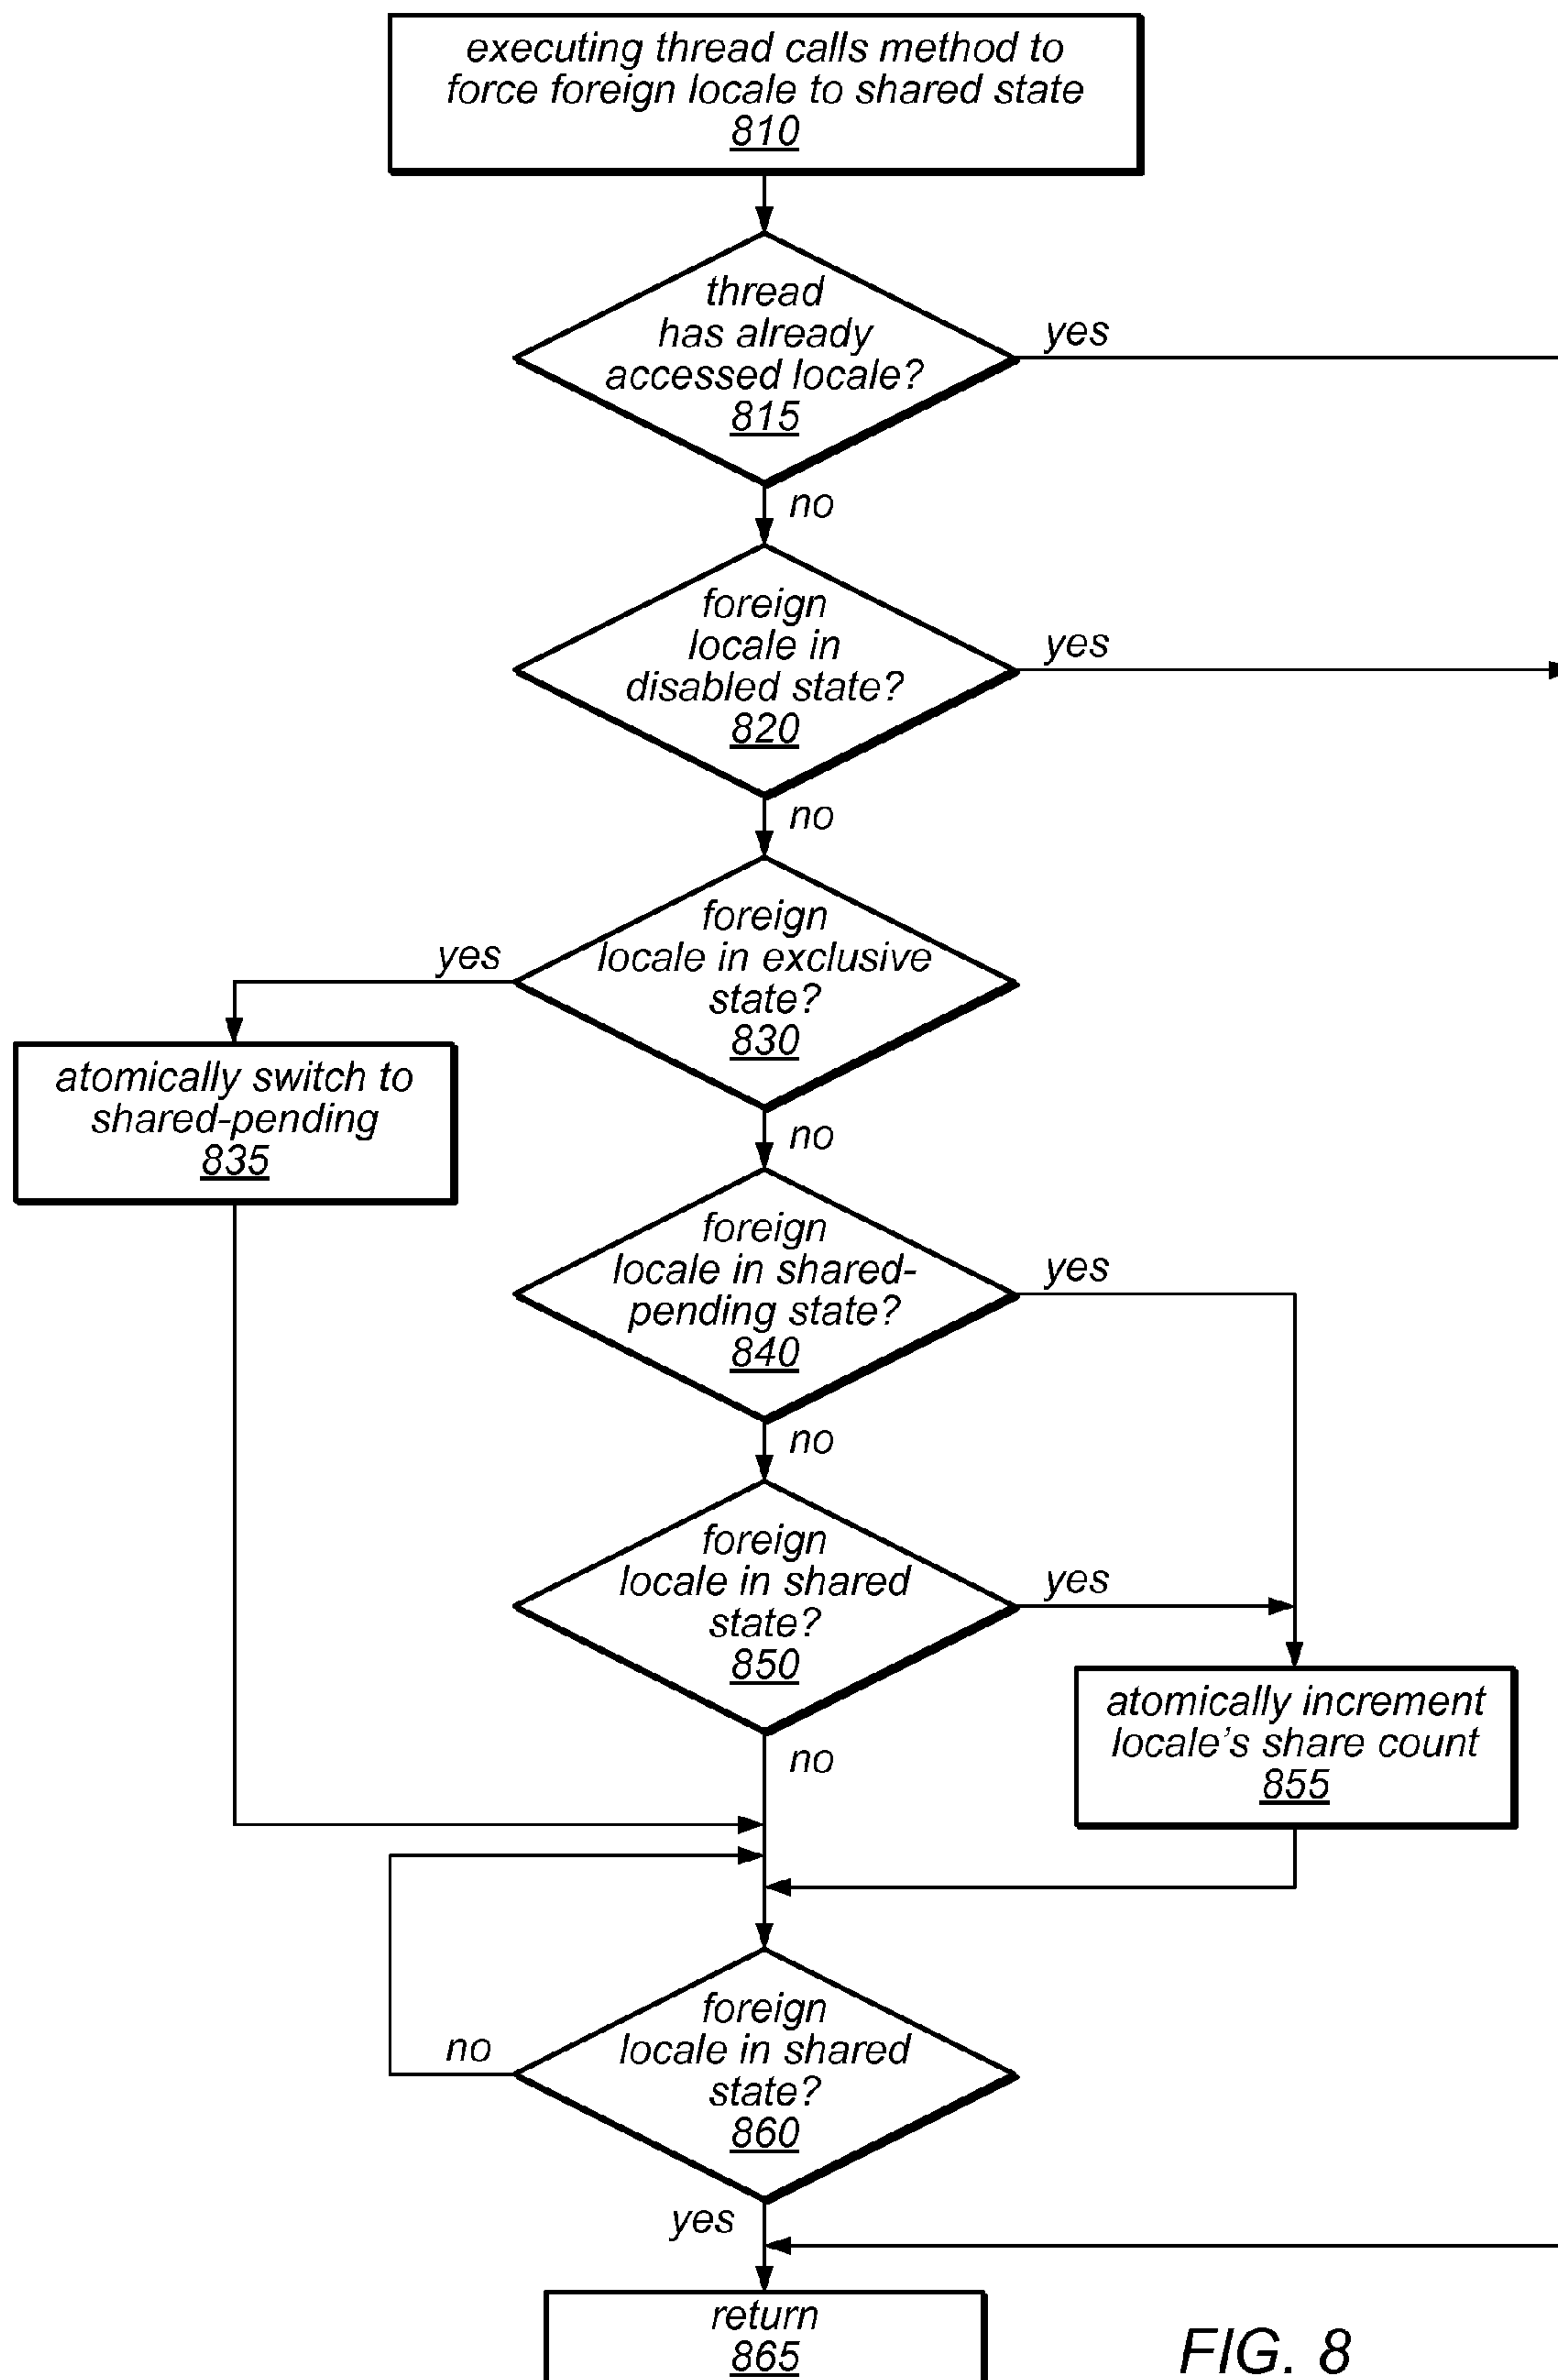 executing thread calls method to
force foreign locale to shared state
810
thread
has already
accessed locale?
815
yes
no
foreign
locale in
disabled state?
820
yes
no
foreign
locale in exclusive
state?
830
yes
no
atomically switch to
shared-pending
835
foreign
locale in shared-
pending state?
840
yes
no
foreign
locale in shared
state?
850
yes
no
atomically increment
locale's share count
855
foreign
locale in shared
state?
860
no
yes
return
865
FIG. 8